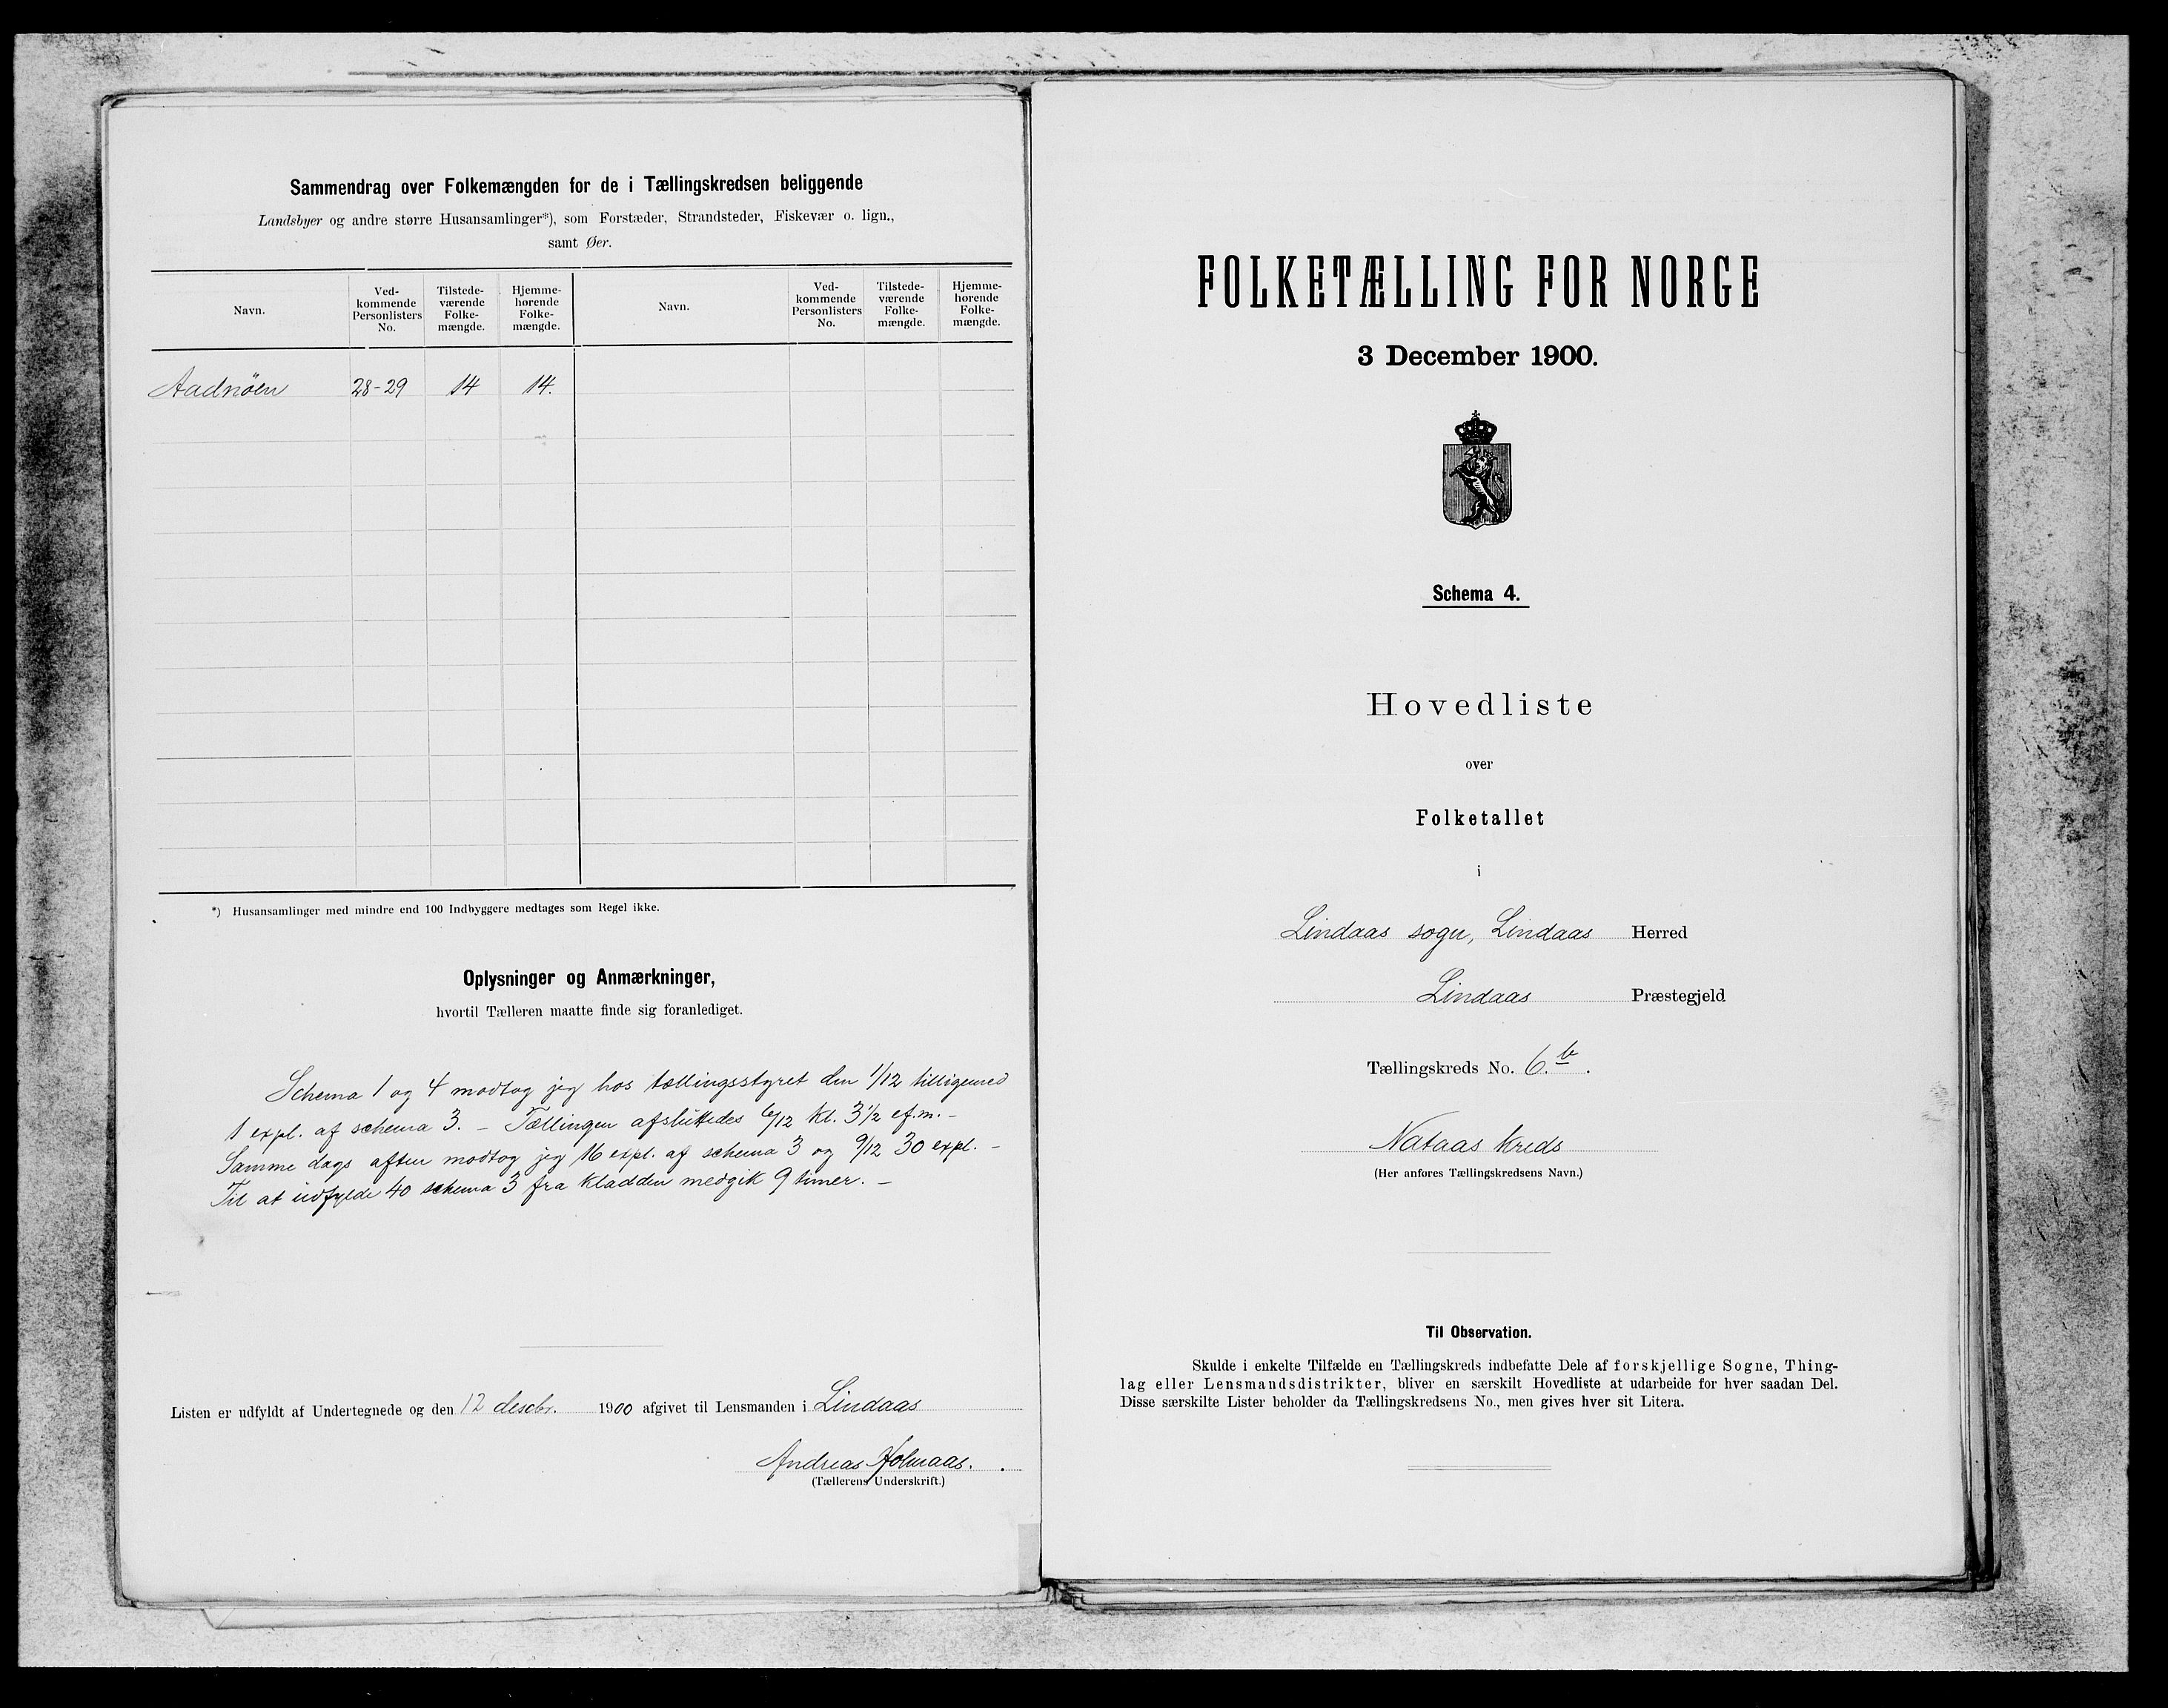 Sammendrag over Folkemængden for de i Tællingskredsen beliggende
Landsbyer og andre større Husansamlinger*), som Forstæder, Strandsteder, Fiskevær o. lign.,
samt Øer.
Navn. Ved-kommende Personlisters No. Tilstede-værende Folke-mængde. Hjemme-hørende Folke-mængde. Navn. Ved-kommende Personlisters No. Tilstede-værende Folke-mængde. Hjemme-hørende Folke-mængde.
Aadnöen 28-29 14 14.
*) Husansamlinger med mindre end 100 Indbyggere medtages som Regel ikke.
Oplysninger og Anmærkninger,
hvortil Tælleren maatte finde sig foranlediget.
Schema 1 og 4 modtog jeg hos tællingsstyret den 1/12 tilligemed
1 expl. af schema 3. – Tællingen afsluttedes 6/12 kl. 3 1/2 ef.m. –
Samme dags aften modtog jeg 16 expl. af schema 3 og 9/12 30 expl. –
Til at udfylde 40 schema 3 fra kladden medgik 9 timer. –
Listen er udfyldt af Undertegnede og den 12 desebr. 1900 afgivet til Lensmanden i Lindaas
Andreas Holmaas.
(Tællerens Underskrift.)
FOLKETÆLLING FOR NORGE
3 December 1900.
Schema 4.
Hovedliste
over
Folketallet
i
Lindaas sogn, Lindaas Herred
Lindaas Præstegjeld
Tællingskreds No. 6.b.
Nataas kreds
(Her anføres Tællingskredsens Navn.)
Til Observation.
Skulde i enkelte Tilfælde en Tællingskreds indbefatte Dele af forskjellige Sogne, Thing-
lag eller Lensmandsdistrikter, bliver en særskilt Hovedliste at udarbeide for hver saadan Del.
Disse særskilte Lister beholder da Tællingskredsens No., men gives hver sit Litera.